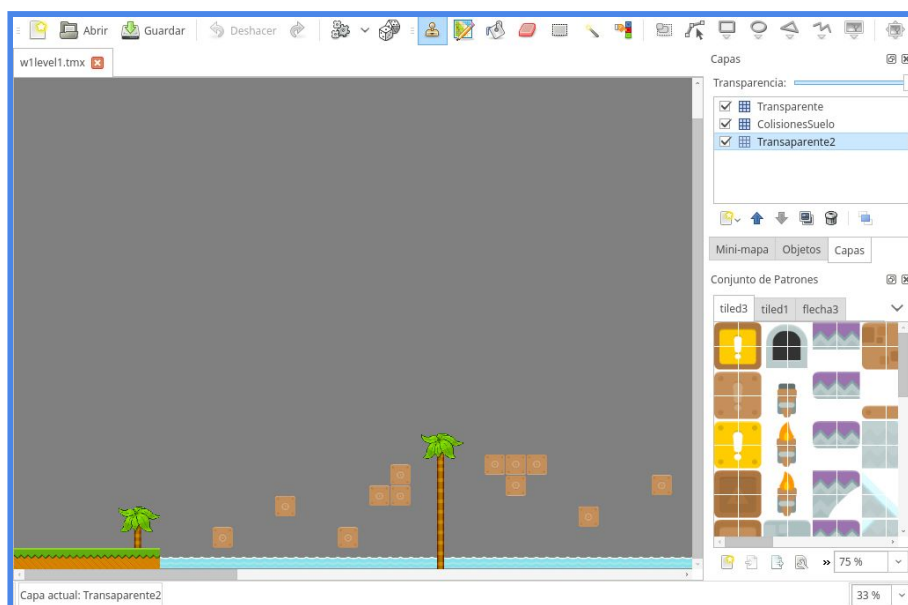 Abrir Guardar Deshacer
w1level1.tmx
Capas
Transparencia:
Transparente
ColisionesSuelo
Transaparente2
Mini-mapa Objetos Capas
Conjunto de Patrones
tiled3 tiled1 flecha3
» 75 %
Capa actual: Transaparente2
33 %